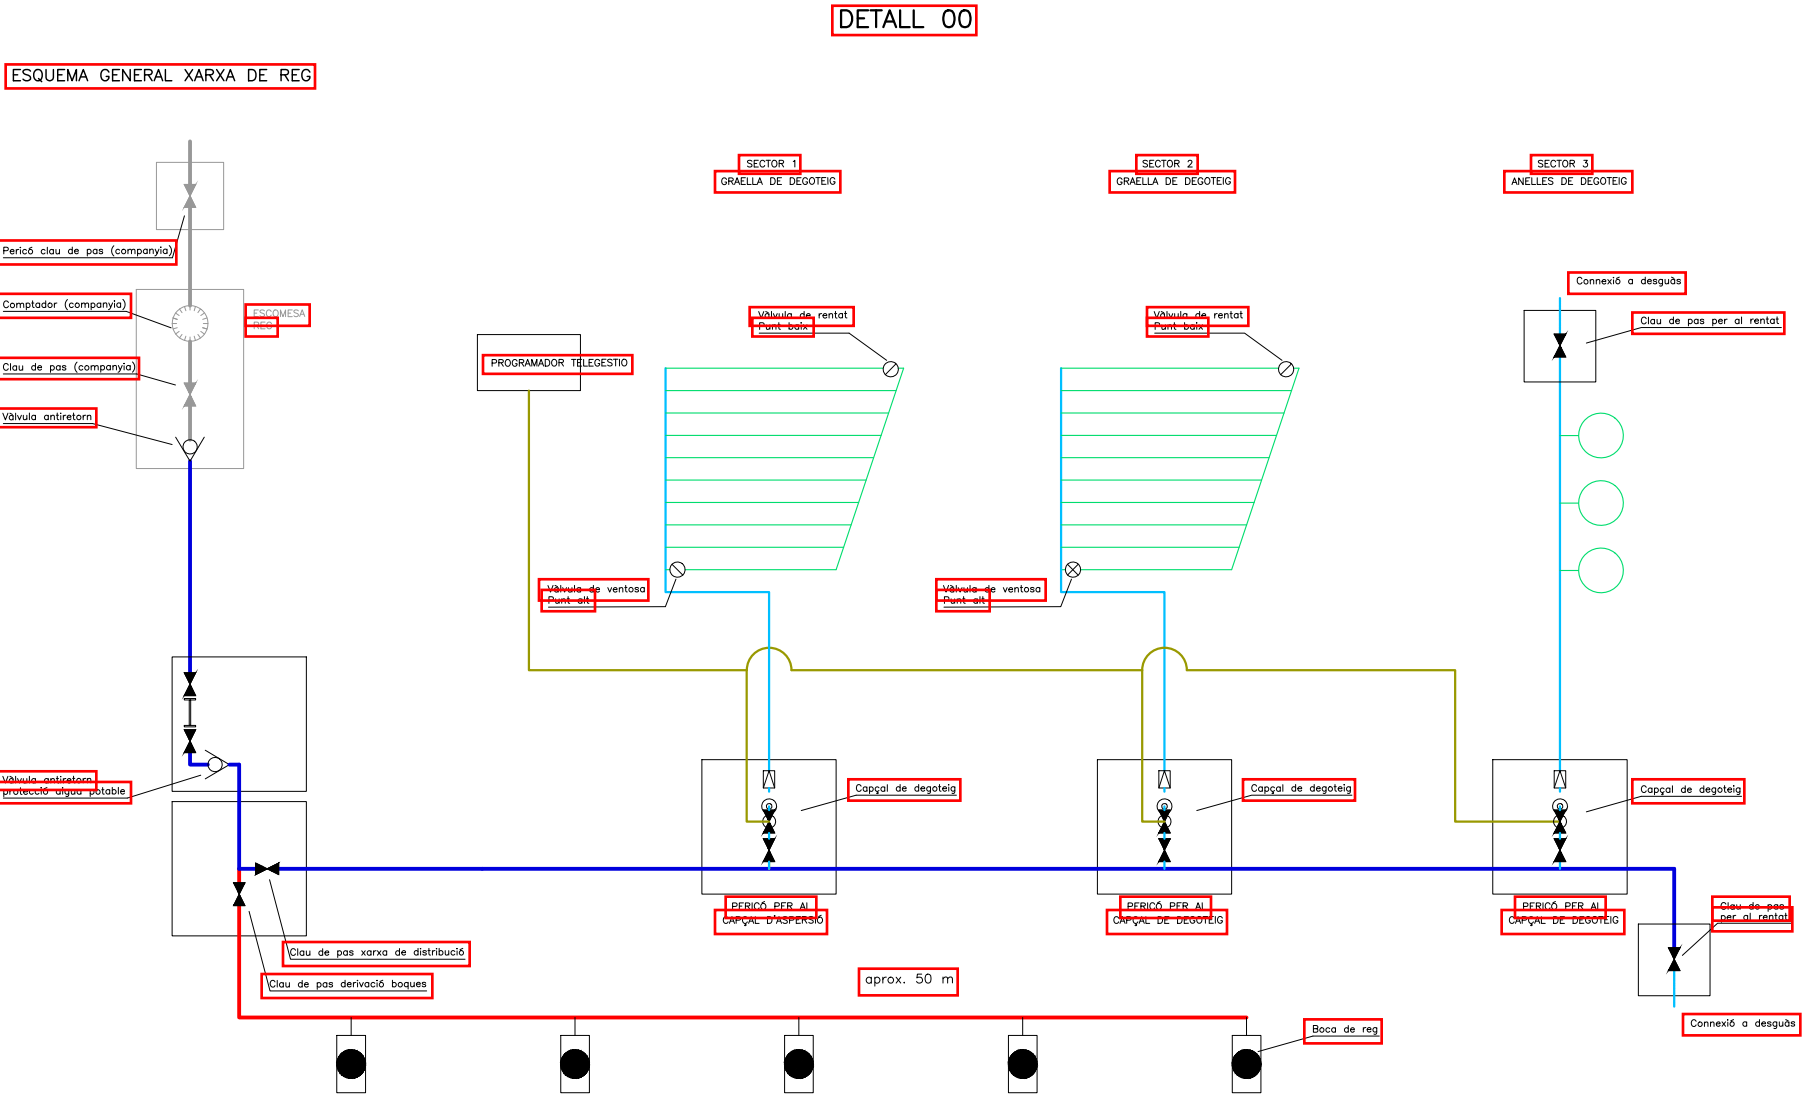 DETALL 00
ESQUEMA GENERAL XARXA DE REG
SECTOR 1
GRAELLA DE DEGOTEIG
SECTOR 2
GRAELLA DE DEGOTEIG
SECTOR 3
ANELLES DE DEGOTEIG
Pericó clau de pas (companyia)
Comptador (companyia)
ESCOMESA
REG
Clau de pas (companyia)
Vàlvula antiretorn
PROGRAMADOR TELEGESTIO
Vàlvula de rentat
Punt baix
Vàlvula de rentat
Punt baix
Connexió a desguàs
Clau de pas per al rentat
Vàlvula de ventosa
Punt alt
Vàlvula de ventosa
Punt alt
Vàlvula antiretorn
protecció aigua potable
Capçal de degoteig
Capçal de degoteig
Capçal de degoteig
PERICÓ PER AL
CAPÇAL D'ASPERSIÓ
PERICÓ PER AL
CAPÇAL DE DEGOTEIG
PERICÓ PER AL
CAPÇAL DE DEGOTEIG
Clau de pas
per al rentat
Clau de pas xarxa de distribució
Clau de pas derivació boques
aprox. 50 m
Boca de reg
Connexió a desguàs